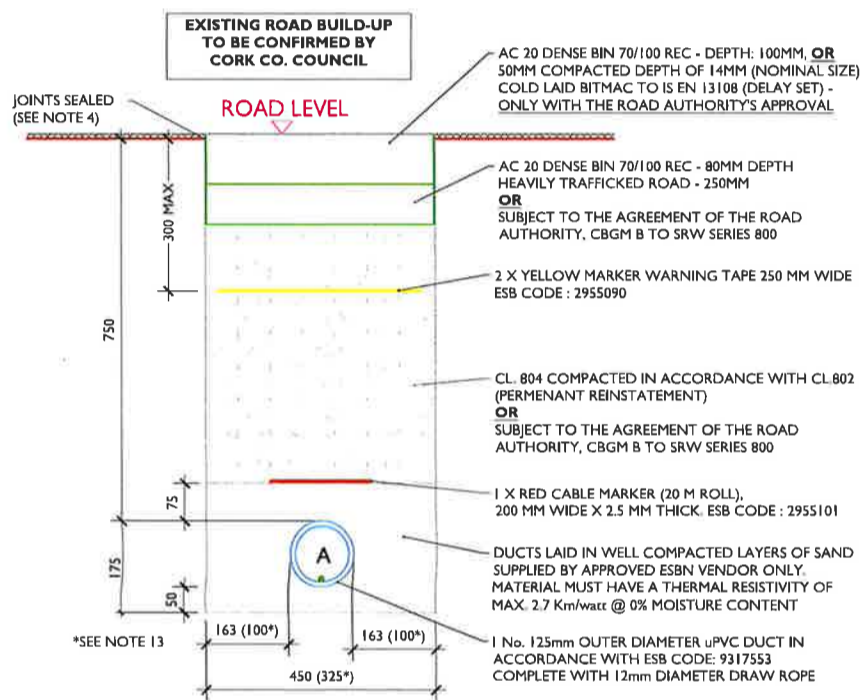 EXISTING ROAD BUILD-UP
TO BE CONFIRMED BY
CORK CO. COUNCIL
JOINTS SEALED
(SEE NOTE 4)
ROAD LEVEL
AC 20 DENSE BIN 70/100 REC - DEPTH: 100MM, OR
50MM COMPACTED DEPTH OF 14MM (NOMINAL SIZE)
COLD LAID BITMAC TO IS EN 13108 (DELAY SET) -
ONLY WITH THE ROAD AUTHORITY'S APPROVAL
AC 20 DENSE BIN 70/100 REC - 80MM DEPTH
HEAVILY TRAFFICKED ROAD - 250MM
OR
SUBJECT TO THE AGREEMENT OF THE ROAD
AUTHORITY, CBGM B TO SRW SERIES 800
300 MAX
2 X YELLOW MARKER WARNING TAPE 250 MM WIDE
ESB CODE : 2955090
750
CL. 804 COMPACTED IN ACCORDANCE WITH CL.802
(PERMENANT REINSTATEMENT)
OR
SUBJECT TO THE AGREEMENT OF THE ROAD
AUTHORITY, CBGM B TO SRW SERIES 800
75
1 X RED CABLE MARKER (20 M ROLL),
200 MM WIDE X 2.5 MM THICK. ESB CODE : 2955101
A
175
50
DUCTS LAID IN WELL COMPACTED LAYERS OF SAND
SUPPLIED BY APPROVED ESBN VENDOR ONLY.
MATERIAL MUST HAVE A THERMAL RESISTIVITY OF
MAX. 2.7 Km/watt @ 0% MOISTURE CONTENT
*SEE NOTE 13
163 (100*)
163 (100*)
450 (325*)
1 No. 125mm OUTER DIAMETER uPVC DUCT IN
ACCORDANCE WITH ESB CODE: 9317553
COMPLETE WITH 12mm DIAMETER DRAW ROPE